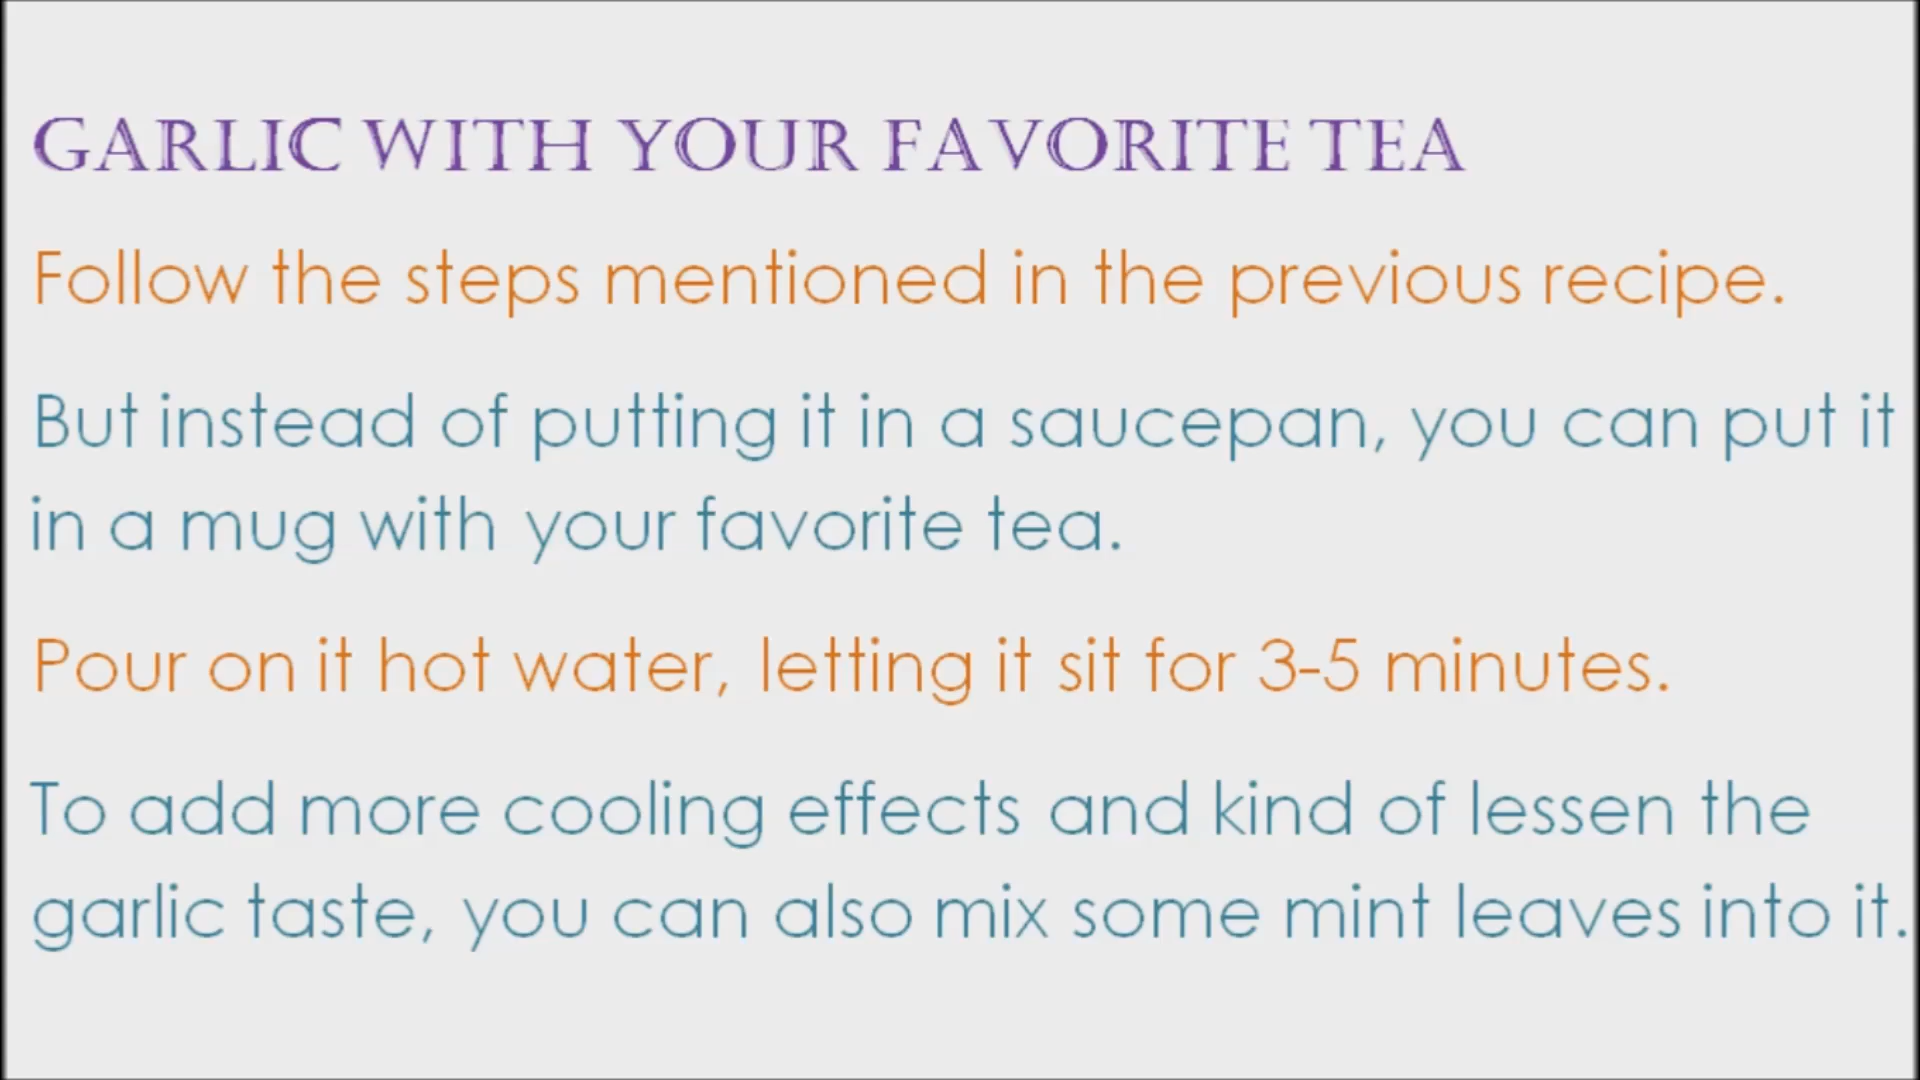 GARLIC WITH YOUR FAVORITE TEA
Follow the steps mentioned in the previous recipe.
But instead of putting it in a saucepan, you can put it
in a mug with your favorite tea.
Pour on it hot water, letting it sit for 3-5 minutes.
To add more cooling effects and kind of lessen the
garlic taste, you can also mix some mint leaves into it.